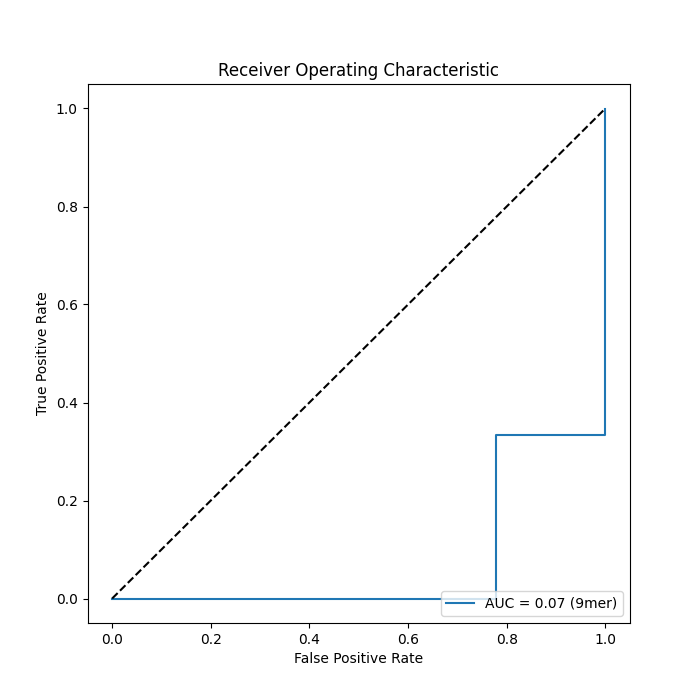 Receiver Operating Characteristic
1.0
0.8
0.6
0.4
0.2
0.0
True Positive Rate
AUC = 0.07 (9mer)
0.0 0.2 0.4 0.6 0.8 1.0
False Positive Rate